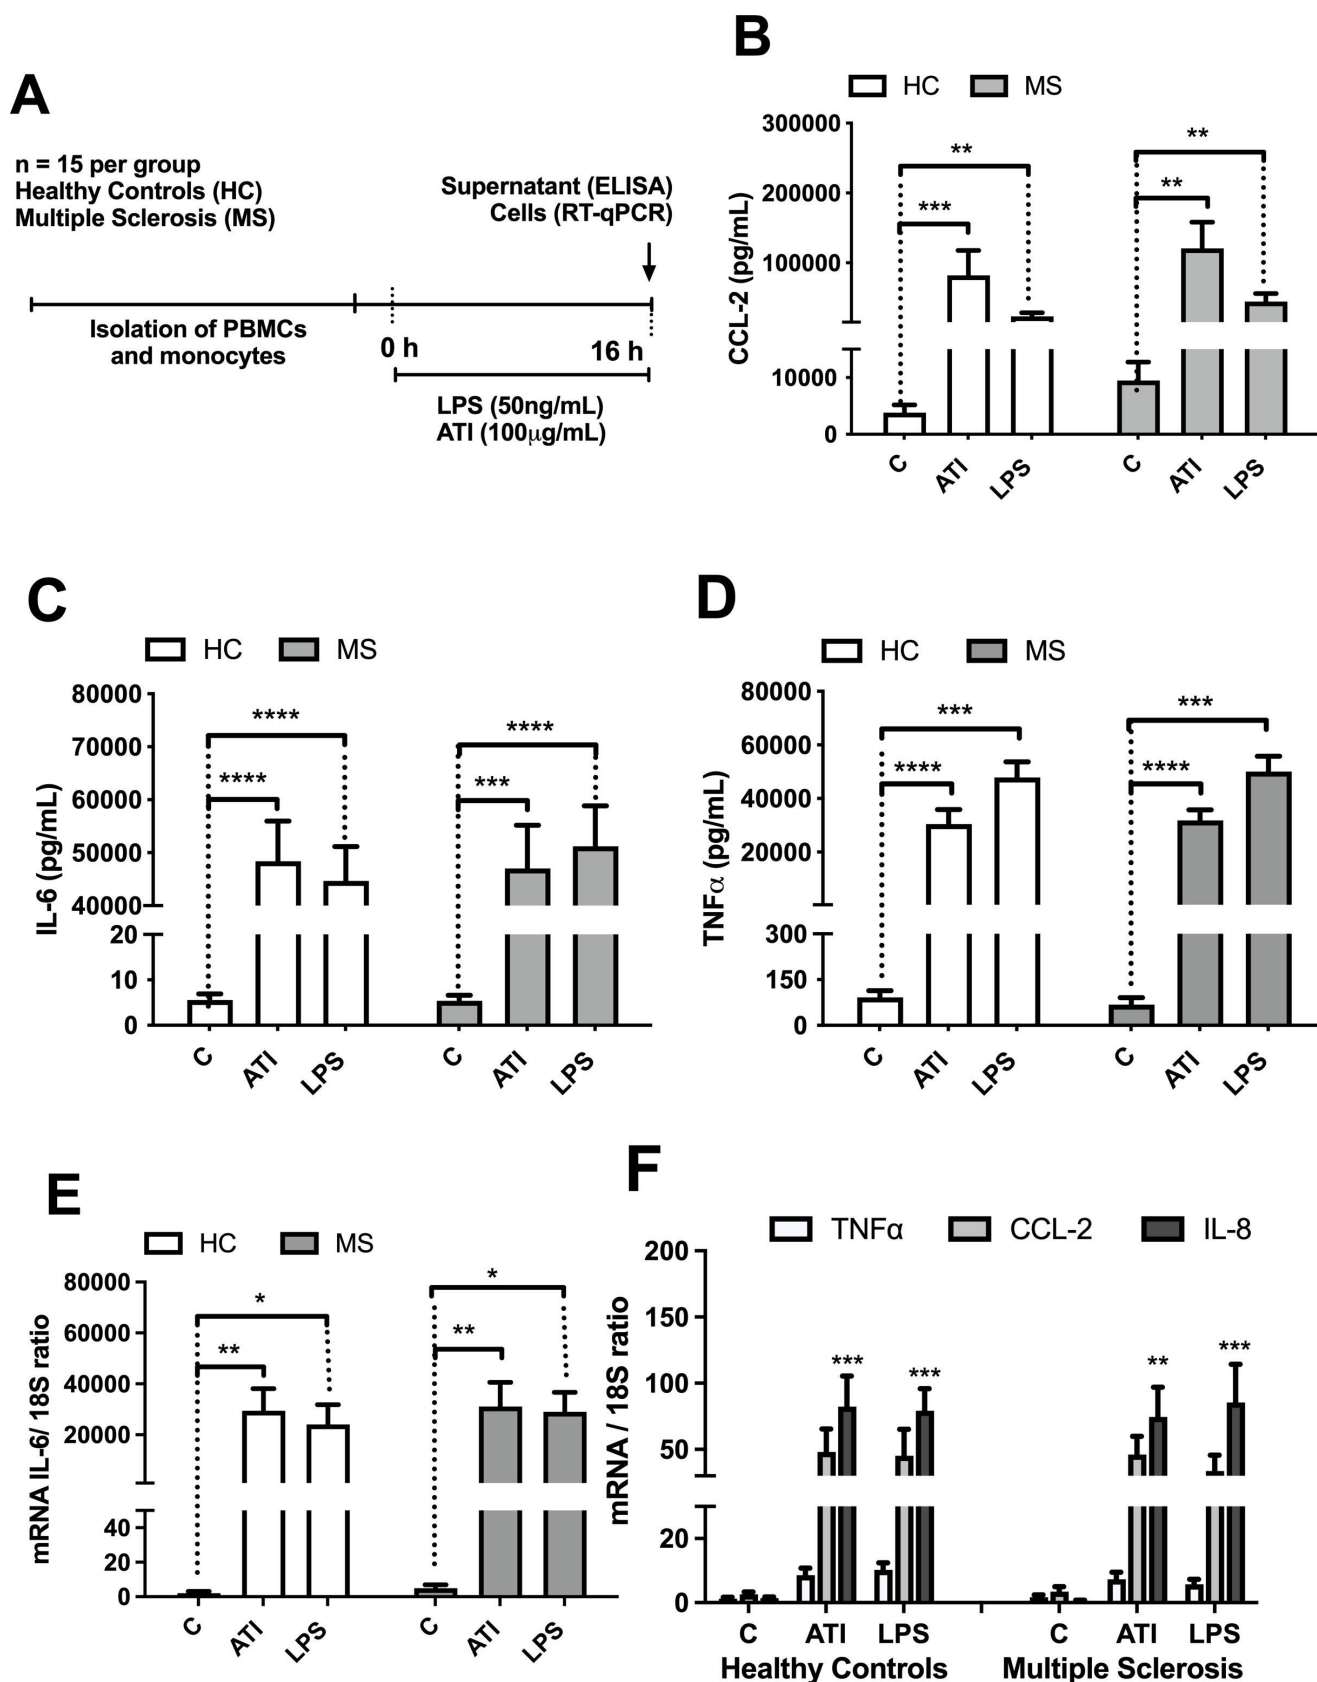 A
n = 15 per group
Healthy Controls (HC)
Multiple Sclerosis (MS)
Supernatant (ELISA)
Cells (RT-qPCR)
Isolation of PBMCs
and monocytes
0 h
16 h
LPS (50ng/mL)
ATI (100μg/mL)
B
HC MS
CCL-2 (pg/mL)
300000
200000
100000
10000
0
** 
*** 
** 
** 
C ATI LPS C ATI LPS
C
HC MS
IL-6 (pg/mL)
80000
70000
60000
50000
40000
20
10
0
****
****
****
***
C ATI LPS C ATI LPS
D
HC MS
TNFα (pg/mL)
80000
60000
40000
20000
300
150
0
***
****
***
****
C ATI LPS C ATI LPS
E
HC MS
mRNA IL-6/ 18S ratio
80000
60000
40000
20000
40
20
0
*
**
*
**
C ATI LPS C ATI LPS
F
TNFα CCL-2 IL-8
mRNA / 18S ratio
200
150
100
50
20
0
*** *** ** ***
C ATI LPS C ATI LPS
Healthy Controls Multiple Sclerosis